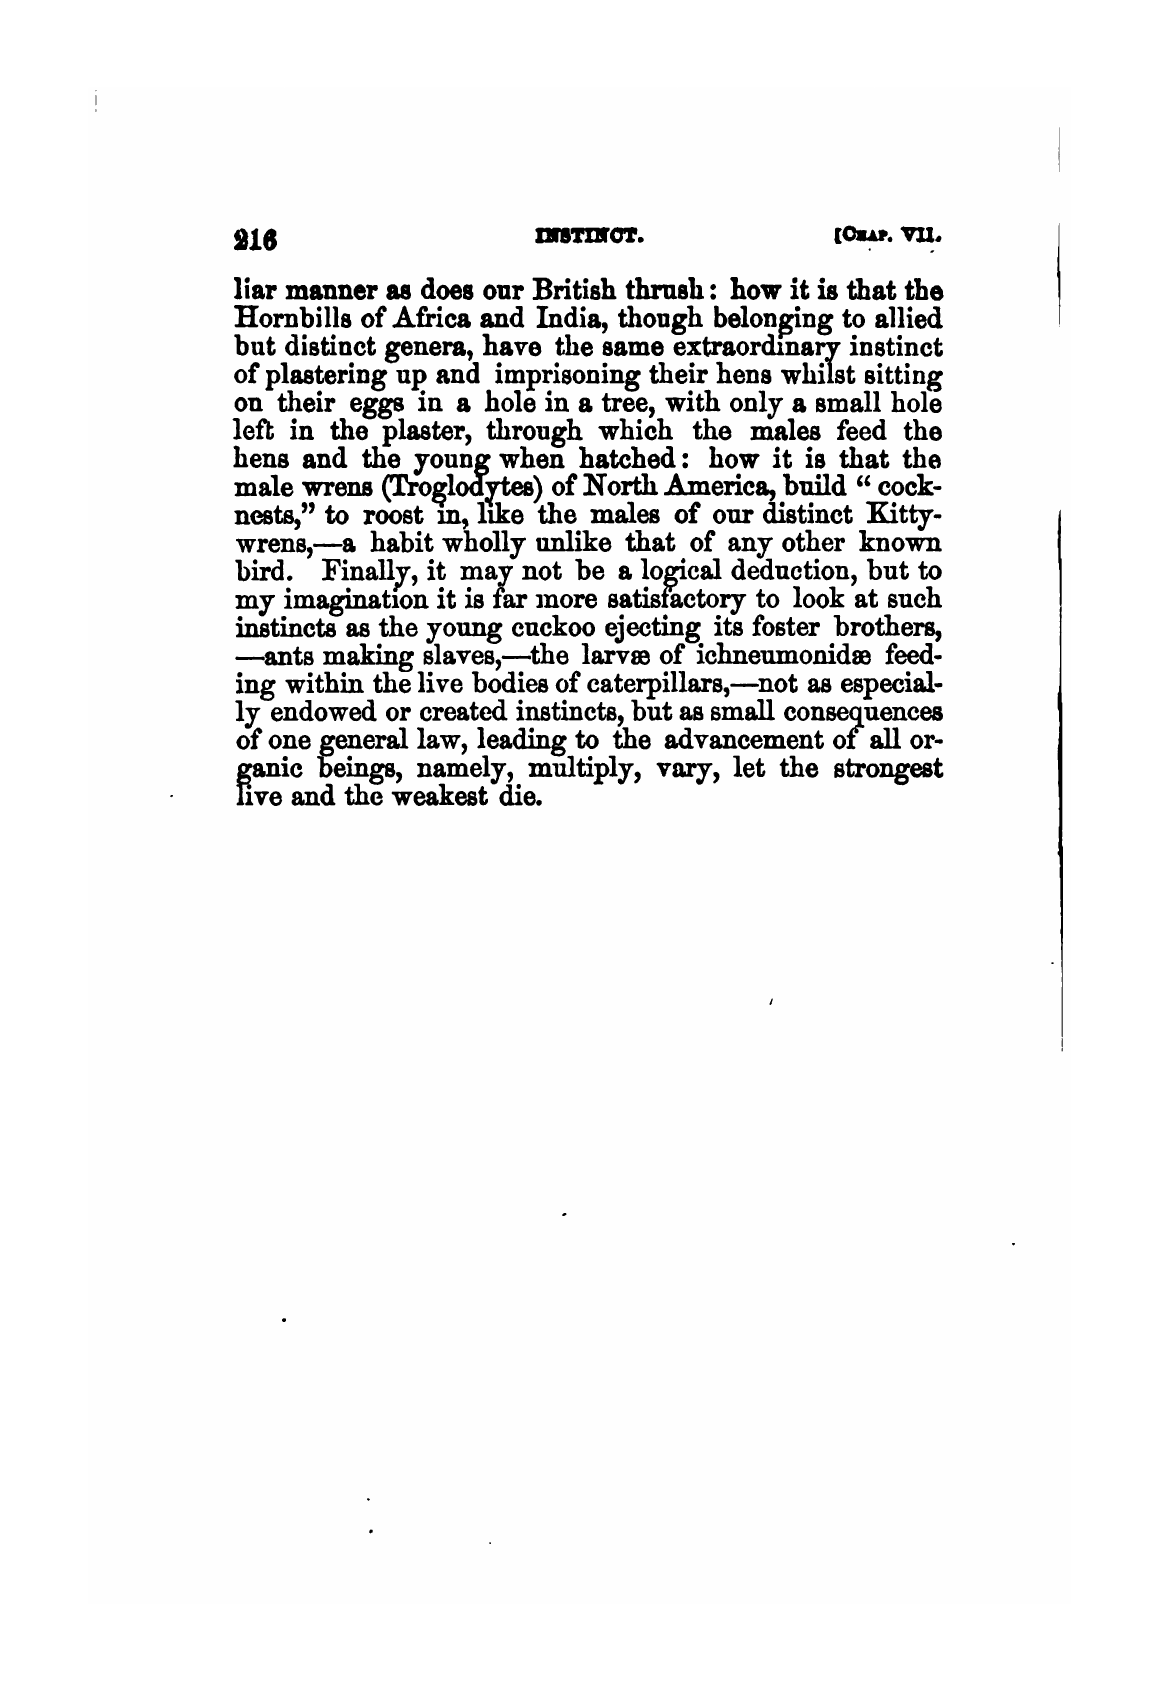 216 INSTINCT. [CHAP. VII.
liar manner as does our British thrush: how it is that the
Hornbills of Africa and India, though belonging to allied
but distinct genera, have the same extraordinary instinct
of plastering up and imprisoning their hens whilst sitting
on their eggs in a hole in a tree, with only a small hole
left in the plaster, through which the males feed the
hens and the young when hatched: how it is that the
male wrens (Troglodytes) of North America, build “ cock-
nests,” to roost in, like the males of our distinct Kitty-
wrens,—a habit wholly unlike that of any other known
bird. Finally, it may not be a logical deduction, but to
my imagination it is far more satisfactory to look at such
instincts as the young cuckoo ejecting its foster brothers,
—ants making slaves,—the larvæ of ichneumonidæ feed-
ing within the live bodies of caterpillars,—not as especial-
ly endowed or created instincts, but as small consequences
of one general law, leading to the advancement of all or-
ganic beings, namely, multiply, vary, let the strongest
live and the weakest die.